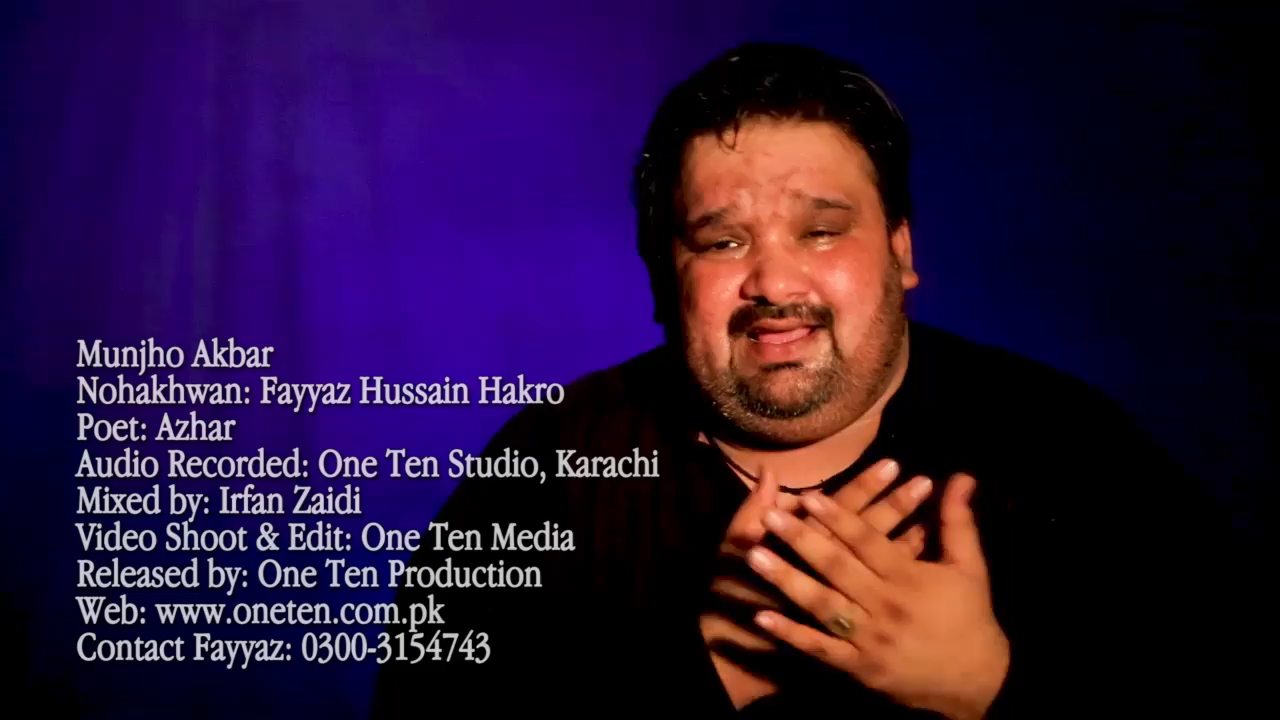 Munjho Akbar
Nohakhwan: Fayyaz Hussain Hakro
Poet: Azhar
Audio Recorded: One Ten Studio, Karachi
Mixed by: Irfan Zaidi
Video Shoot & Edit: One Ten Media
Released by: One Ten Production
Web: www.oneten.com.pk
Contact Fayyaz: 0300-3154743